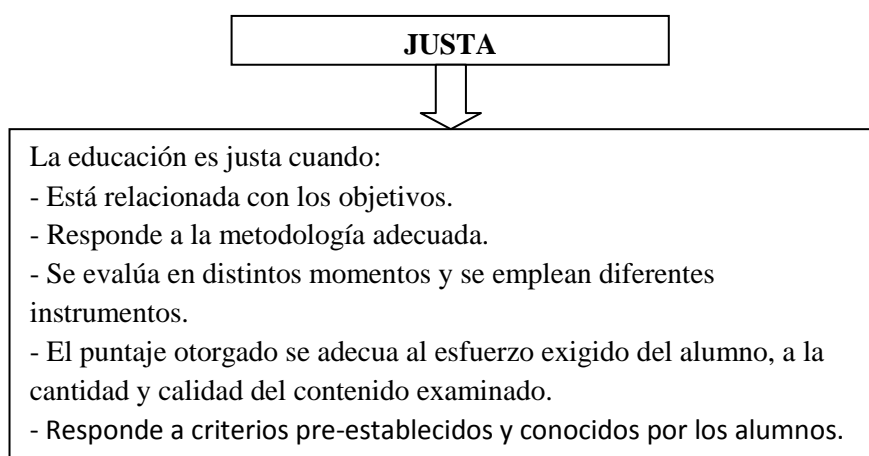 JUSTA
La educación es justa cuando:
- Está relacionada con los objetivos.
- Responde a la metodología adecuada.
- Se evalúa en distintos momentos y se emplean diferentes
instrumentos.
- El puntaje otorgado se adecua al esfuerzo exigido del alumno, a la
cantidad y calidad del contenido examinado.
- Responde a criterios pre-establecidos y conocidos por los alumnos.